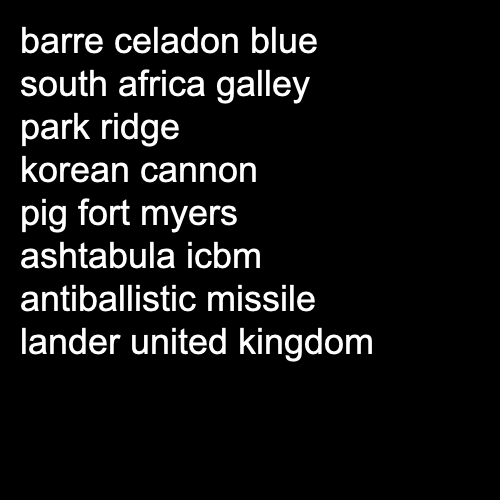 barre celadon blue
south africa galley
park ridge
korean cannon
pig fort myers
ashtabula icbm
antiballistic missile
lander united kingdom